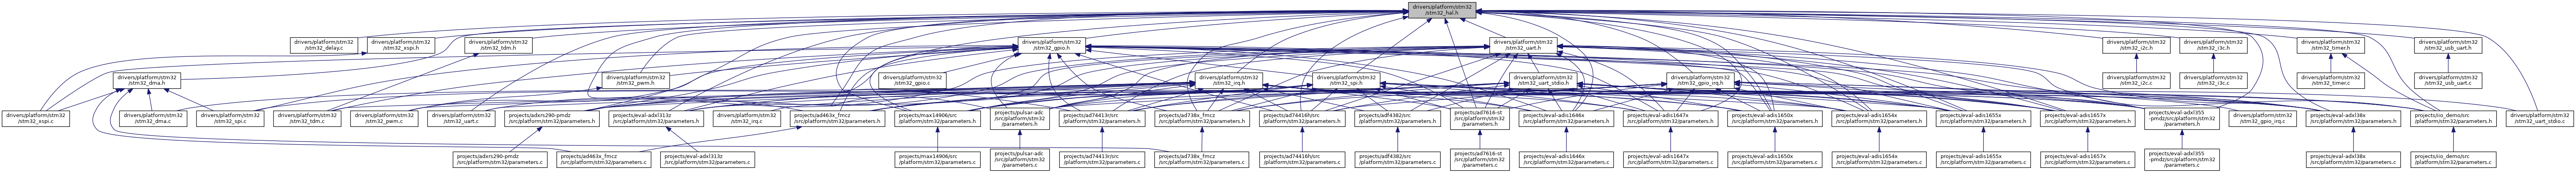 drivers/platform/stm32
/stm32_hal.h
drivers/platform/stm32
/stm32_delay.c
drivers/platform/stm32
/stm32_xspi.h
drivers/platform/stm32
/stm32_tdm.h
drivers/platform/stm32
/stm32_gpio.h
drivers/platform/stm32
/stm32_uart.h
drivers/platform/stm32
/stm32_i2c.h
drivers/platform/stm32
/stm32_i3c.h
drivers/platform/stm32
/stm32_timer.h
drivers/platform/stm32
/stm32_usb_uart.h
drivers/platform/stm32
/stm32_dma.h
drivers/platform/stm32
/stm32_pwm.h
drivers/platform/stm32
/stm32_gpio.c
drivers/platform/stm32
/stm32_irq.h
drivers/platform/stm32
/stm32_spi.h
drivers/platform/stm32
/stm32_uart_stdio.h
drivers/platform/stm32
/stm32_gpio_irq.h
drivers/platform/stm32
/stm32_i2c.c
drivers/platform/stm32
/stm32_i3c.c
drivers/platform/stm32
/stm32_timer.c
drivers/platform/stm32
/stm32_usb_uart.c
drivers/platform/stm32
/stm32_xspi.c
drivers/platform/stm32
/stm32_dma.c
drivers/platform/stm32
/stm32_spi.c
drivers/platform/stm32
/stm32_tdm.c
drivers/platform/stm32
/stm32_pwm.c
drivers/platform/stm32
/stm32_uart.c
projects/adxrs290-pmdz
/src/platform/stm32/parameters.h
projects/eval-adxl313z
/src/platform/stm32/parameters.h
drivers/platform/stm32
/stm32_irq.c
projects/ad463x_fmcz
/src/platform/stm32/parameters.h
projects/max14906/src
/platform/stm32/parameters.h
projects/pulsar-adc
/src/platform/stm32
/parameters.h
projects/ad74413r/src
/platform/stm32/parameters.h
projects/ad738x_fmcz
/src/platform/stm32/parameters.h
projects/ad74416h/src
/platform/stm32/parameters.h
projects/adf4382/src
/platform/stm32/parameters.h
projects/ad7616-st
/src/platform/stm32
/parameters.h
projects/eval-adis1646x
/src/platform/stm32/parameters.h
projects/eval-adis1647x
/src/platform/stm32/parameters.h
projects/eval-adis1650x
/src/platform/stm32/parameters.h
projects/eval-adis1654x
/src/platform/stm32/parameters.h
projects/eval-adis1655x
/src/platform/stm32/parameters.h
projects/eval-adis1657x
/src/platform/stm32/parameters.h
projects/eval-adxl355
-pmdz/src/platform/stm32
/parameters.h
drivers/platform/stm32
/stm32_gpio_irq.c
projects/eval-adxl38x
/src/platform/stm32/parameters.h
projects/iio_demo/src
/platform/stm32/parameters.h
drivers/platform/stm32
/stm32_uart_stdio.c
projects/adxrs290-pmdz
/src/platform/stm32/parameters.c
projects/ad463x_fmcz
/src/platform/stm32/parameters.c
projects/eval-adxl313z
/src/platform/stm32/parameters.c
projects/max14906/src
/platform/stm32/parameters.c
projects/pulsar-adc
/src/platform/stm32
/parameters.c
projects/ad74413r/src
/platform/stm32/parameters.c
projects/ad738x_fmcz
/src/platform/stm32/parameters.c
projects/ad74416h/src
/platform/stm32/parameters.c
projects/adf4382/src
/platform/stm32/parameters.c
projects/ad7616-st
/src/platform/stm32
/parameters.c
projects/eval-adis1646x
/src/platform/stm32/parameters.c
projects/eval-adis1647x
/src/platform/stm32/parameters.c
projects/eval-adis1650x
/src/platform/stm32/parameters.c
projects/eval-adis1654x
/src/platform/stm32/parameters.c
projects/eval-adis1655x
/src/platform/stm32/parameters.c
projects/eval-adis1657x
/src/platform/stm32/parameters.c
projects/eval-adxl355
-pmdz/src/platform/stm32
/parameters.c
projects/eval-adxl38x
/src/platform/stm32/parameters.c
projects/iio_demo/src
/platform/stm32/parameters.c